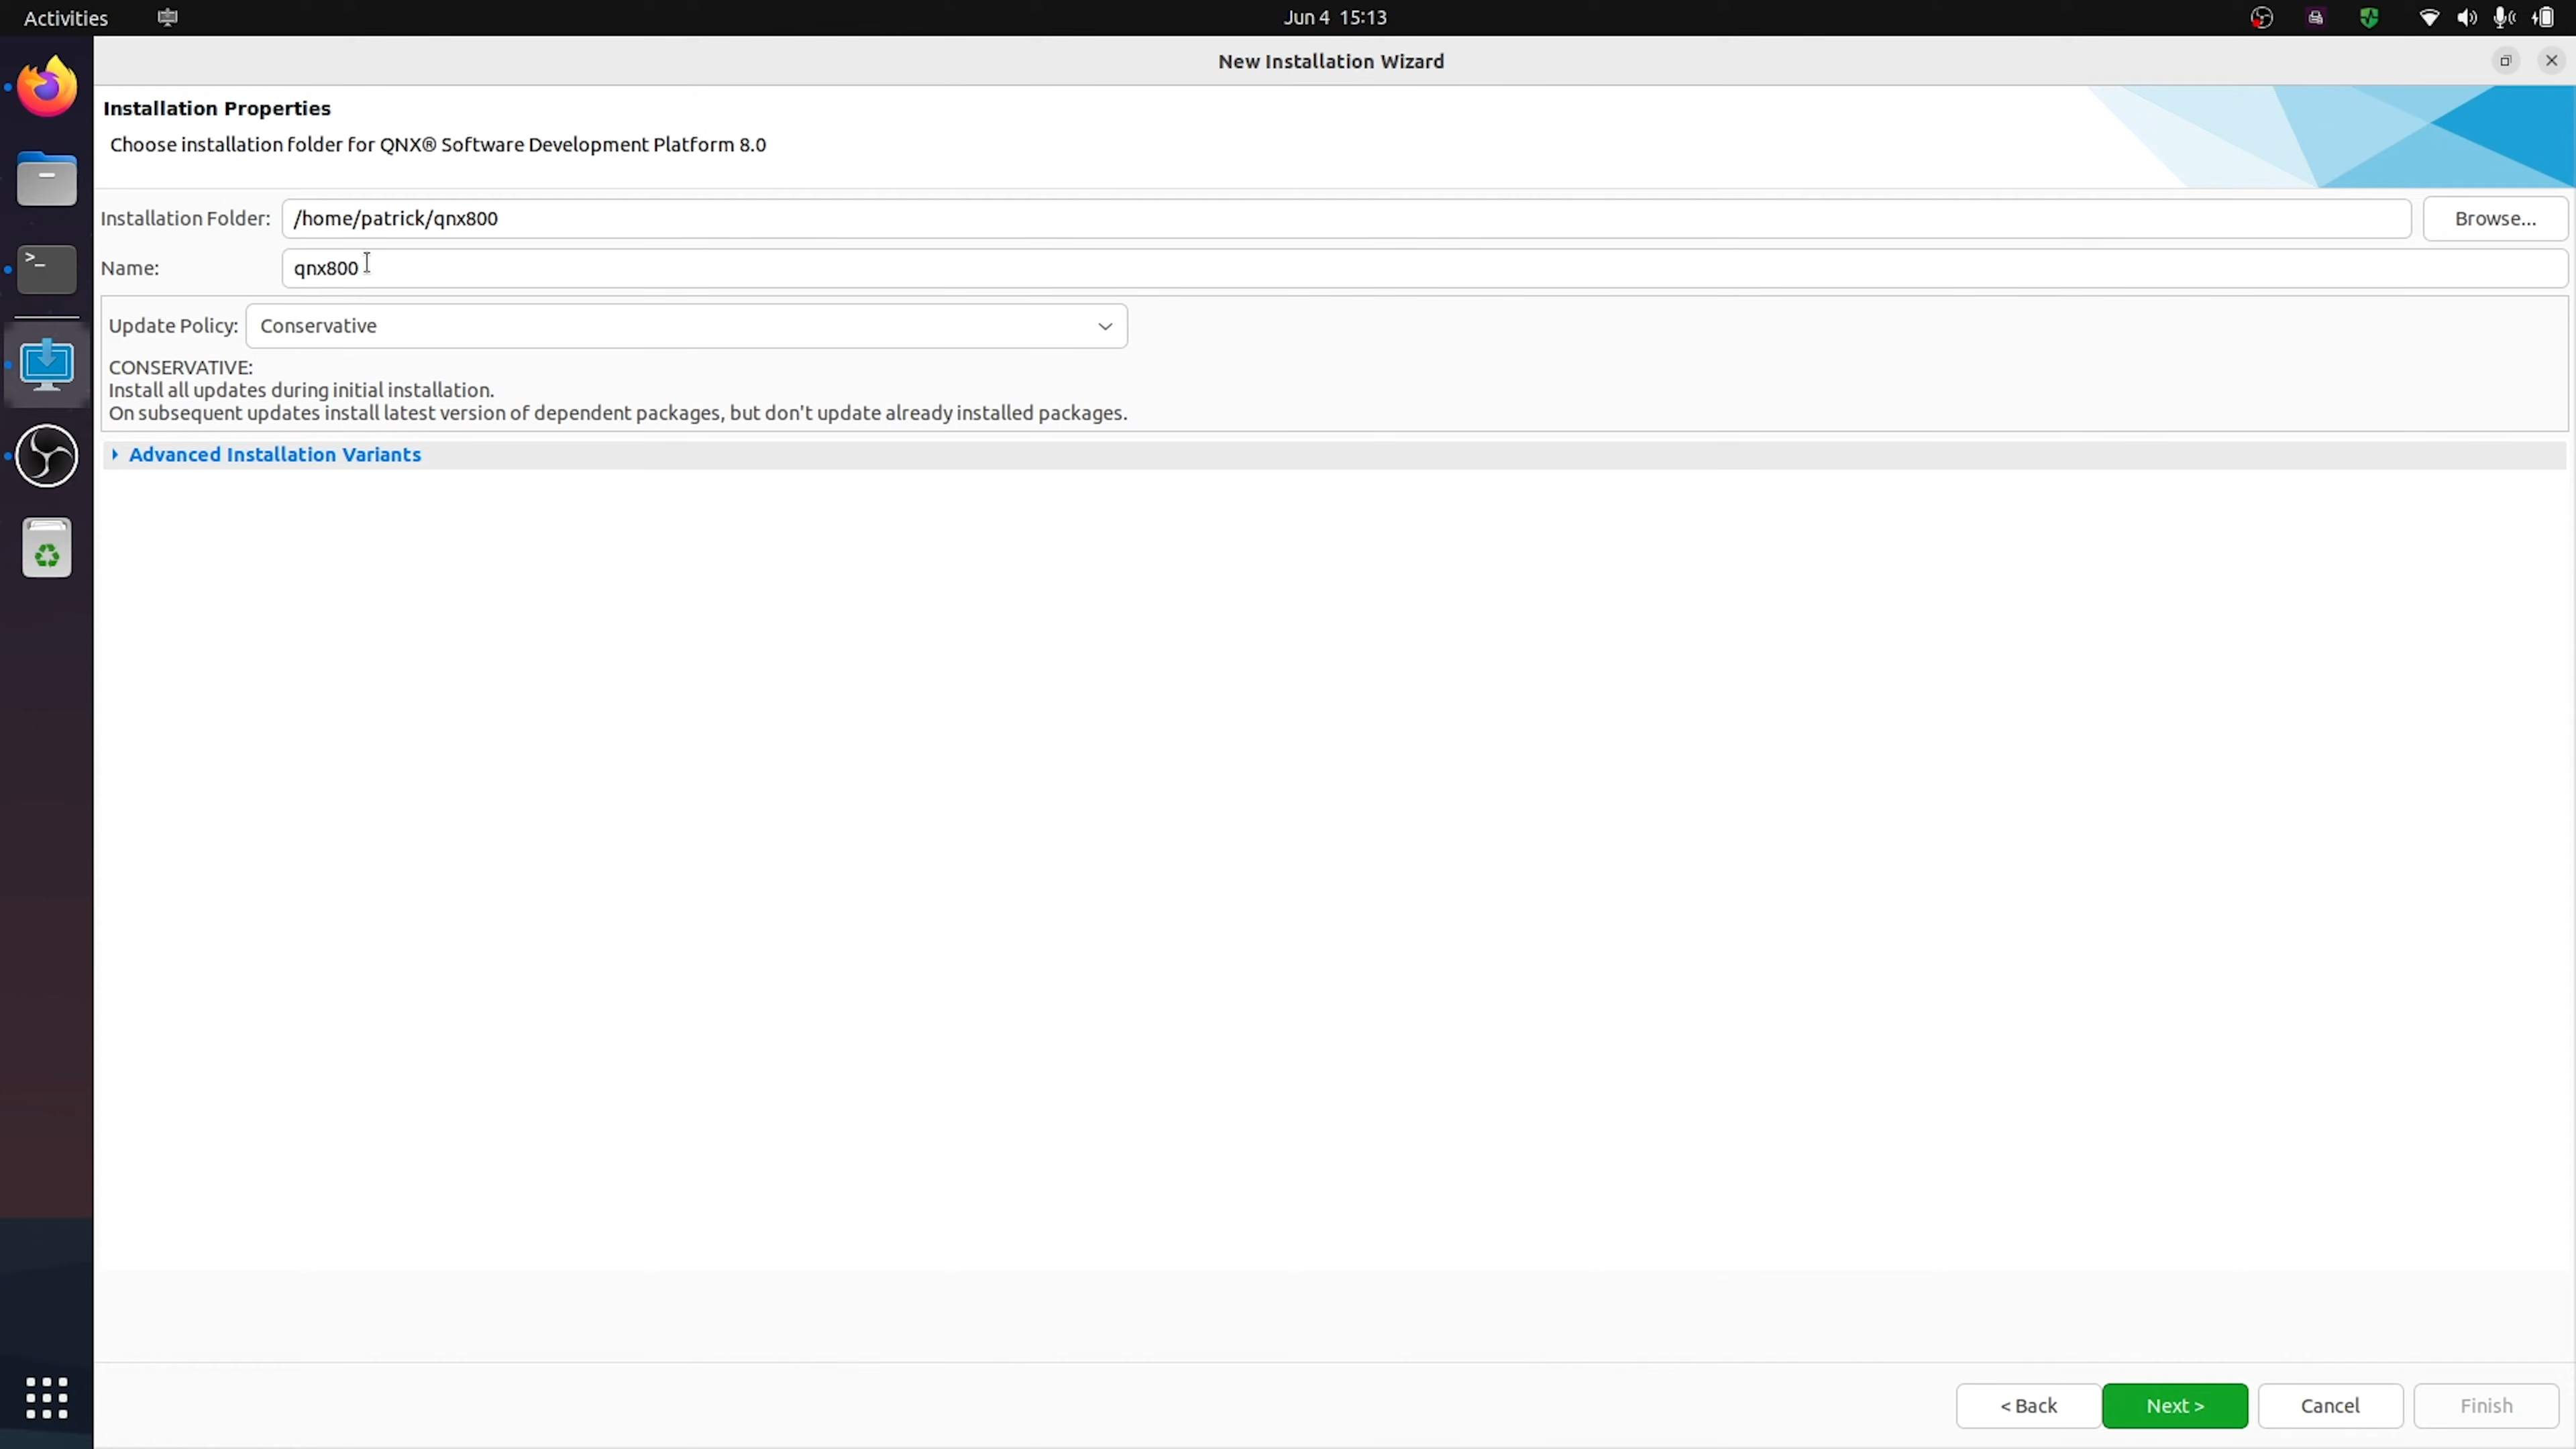 Activities
Jun 4 15:13
New Installation Wizard
Installation Properties
Choose installation folder for QNX® Software Development Platform 8.0
Installation Folder: /home/patrick/qnx800 Browse...
Name: qnx800
Update Policy: Conservative
CONSERVATIVE:
Install all updates during initial installation.
On subsequent updates install latest version of dependent packages, but don't update already installed packages.
Advanced Installation Variants
< Back Next > Cancel Finish